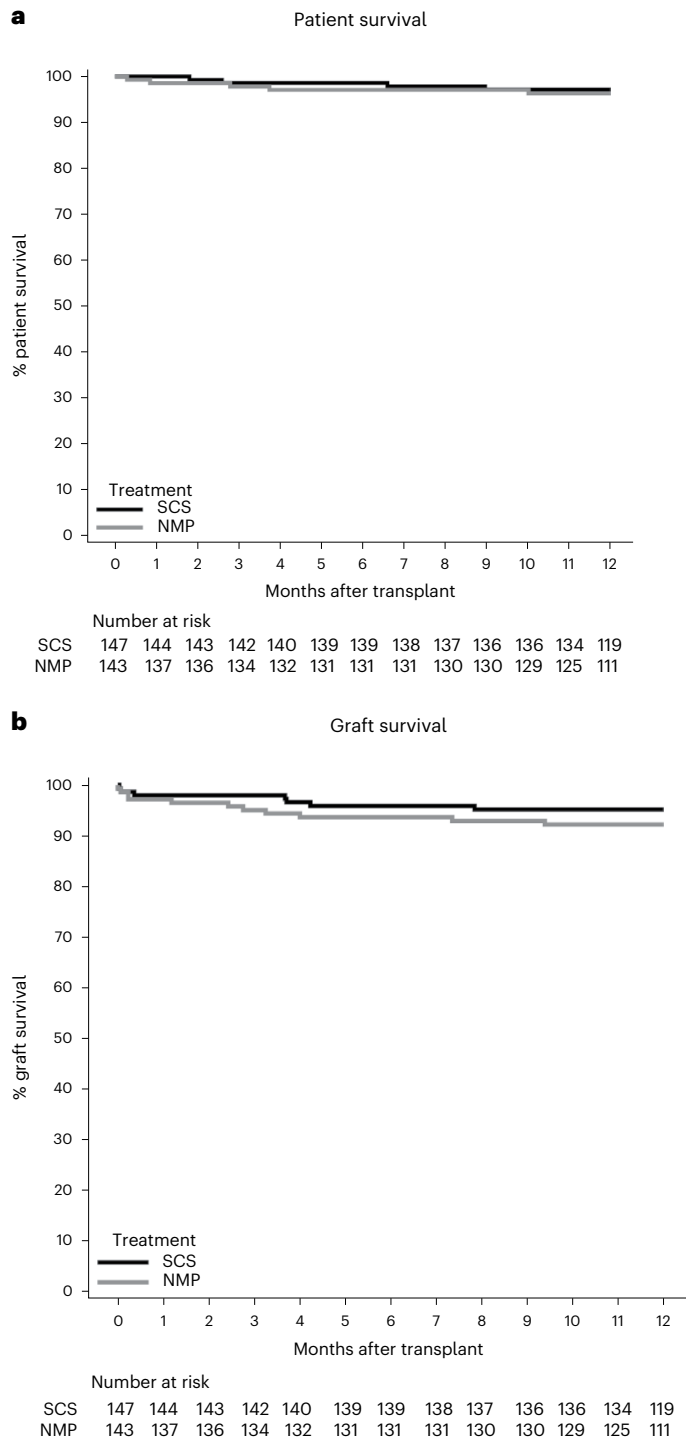 a
Patient survival
100
90
80
70
60
50
40
30
20
10
0
% patient survival
Treatment
SCS
NMP
0 1 2 3 4 5 6 7 8 9 10 11 12
Months after transplant
Number at risk
SCS 147 144 143 142 140 139 139 138 137 136 136 134 119
NMP 143 137 136 134 132 131 131 131 130 130 129 125 111
b
Graft survival
100
90
80
70
60
50
40
30
20
10
0
% graft survival
Treatment
SCS
NMP
0 1 2 3 4 5 6 7 8 9 10 11 12
Months after transplant
Number at risk
SCS 147 144 143 142 140 139 139 138 137 136 136 134 119
NMP 143 137 136 134 132 131 131 131 130 130 129 125 111